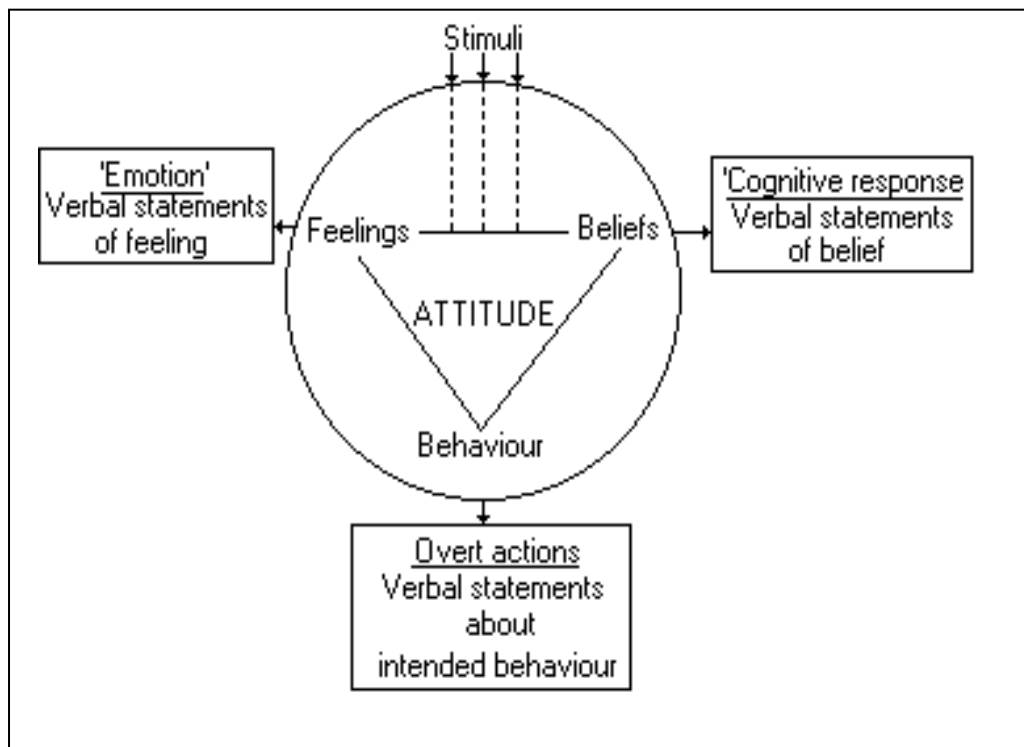 Stimuli
'Emotion'
Verbal statements
of feeling
Feelings
Beliefs
'Cognitive response
Verbal statements
of belief
ATTITUDE
Behaviour
Overt actions
Verbal statements
about
intended behaviour